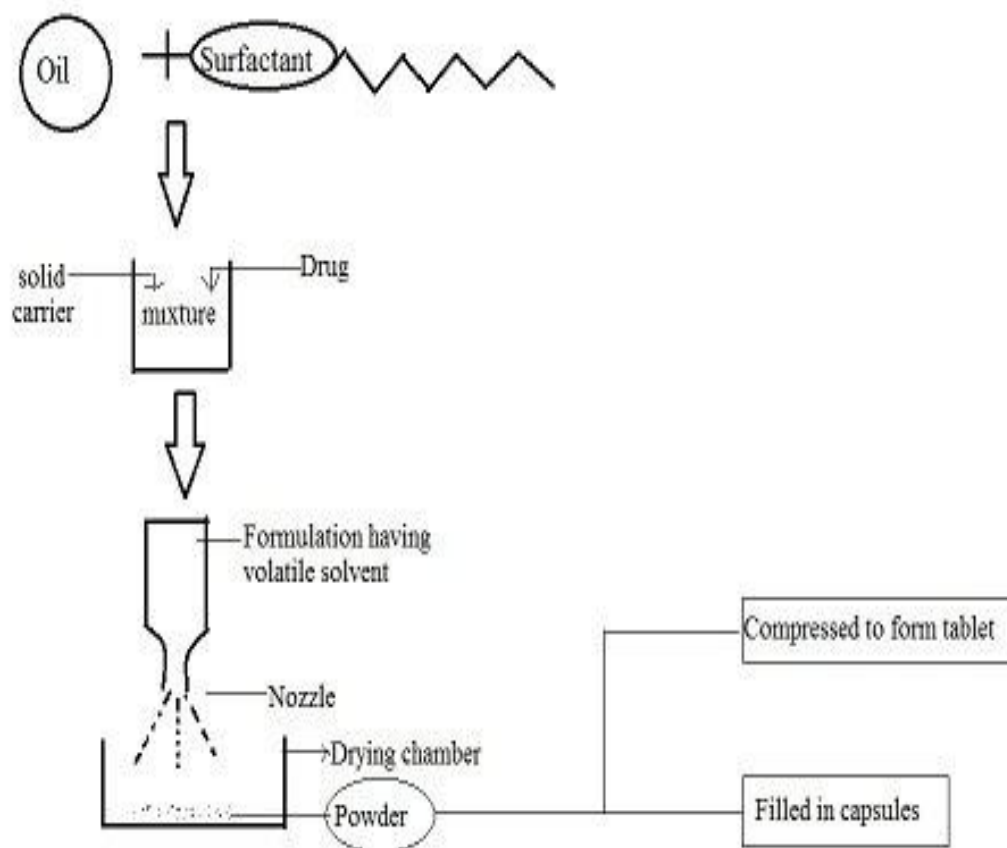 Oil
Surfactant
solid
carrier
Drug
mixture
Formulation having
volatile solvent
Nozzle
Drying chamber
Powder
Compressed to form tablet
Filled in capsules